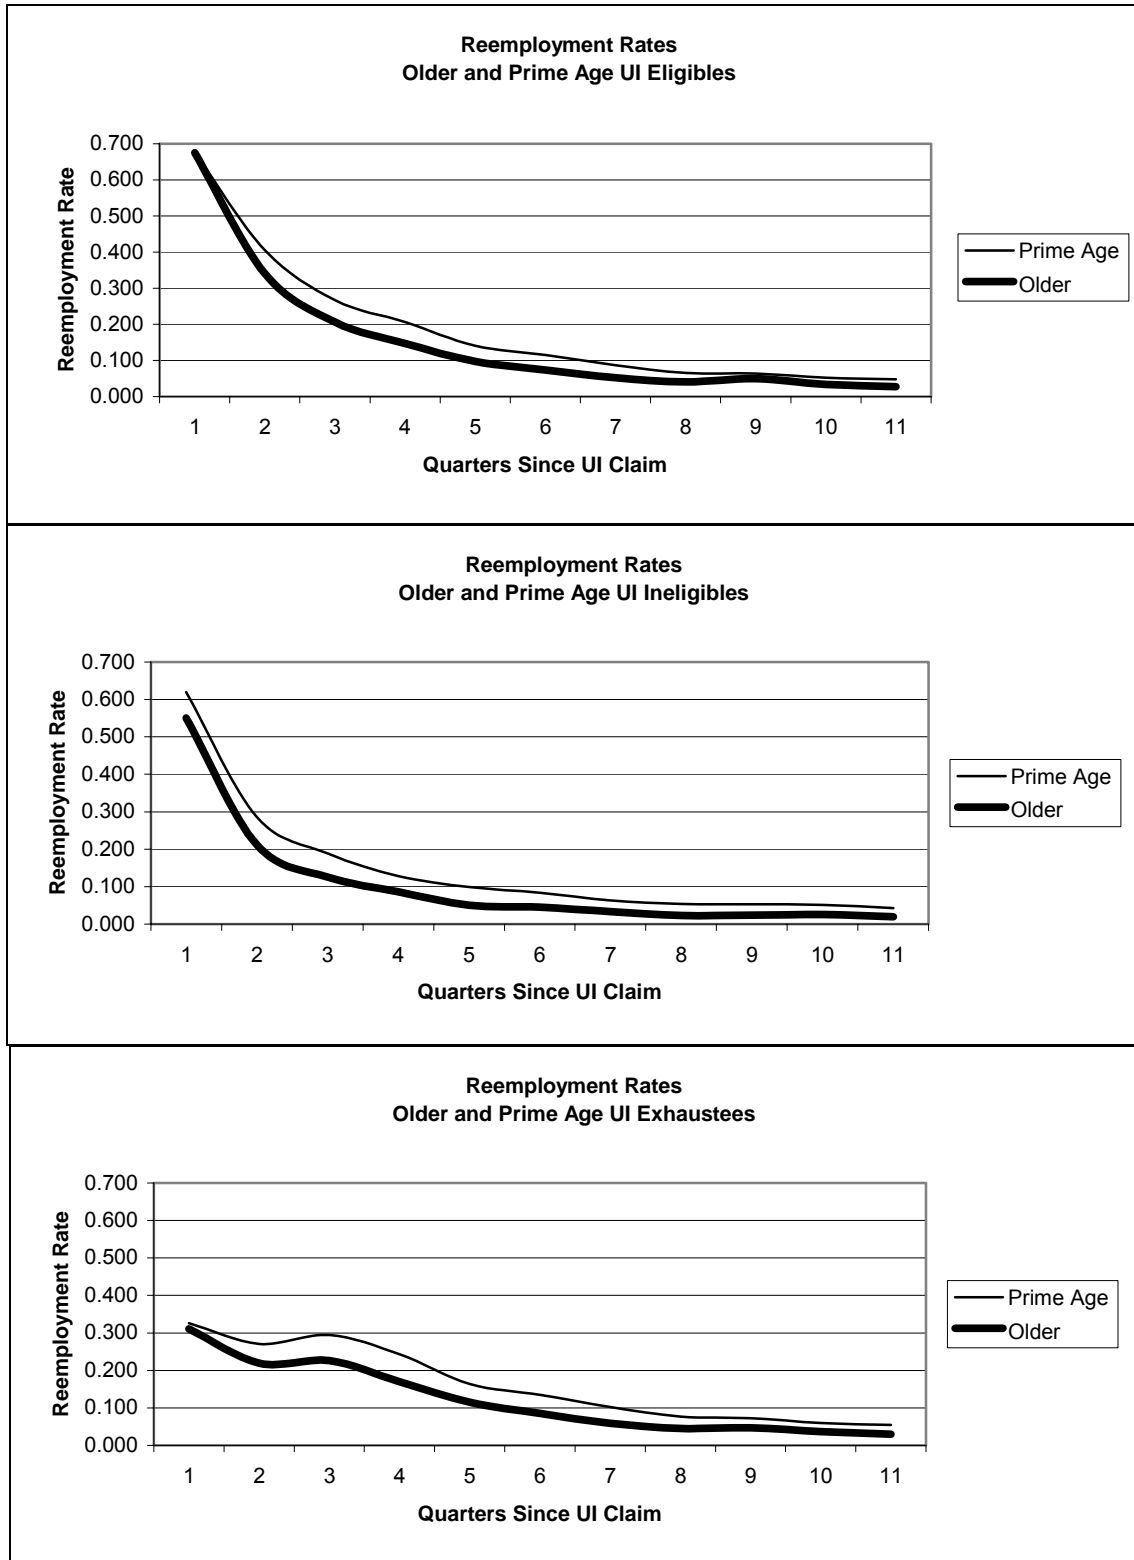 Reemployment Rates
Older and Prime Age UI Eligibles
0.700
0.600
0.500
0.400
0.300
0.200
0.100
0.000
Reemployment Rate
1 2 3 4 5 6 7 8 9 10 11
Quarters Since UI Claim
Prime Age
Older
Reemployment Rates
Older and Prime Age UI Ineligibles
0.700
0.600
0.500
0.400
0.300
0.200
0.100
0.000
Reemployment Rate
1 2 3 4 5 6 7 8 9 10 11
Quarters Since UI Claim
Prime Age
Older
Reemployment Rates
Older and Prime Age UI Exhaustees
0.700
0.600
0.500
0.400
0.300
0.200
0.100
0.000
Reemployment Rate
1 2 3 4 5 6 7 8 9 10 11
Quarters Since UI Claim
Prime Age
Older